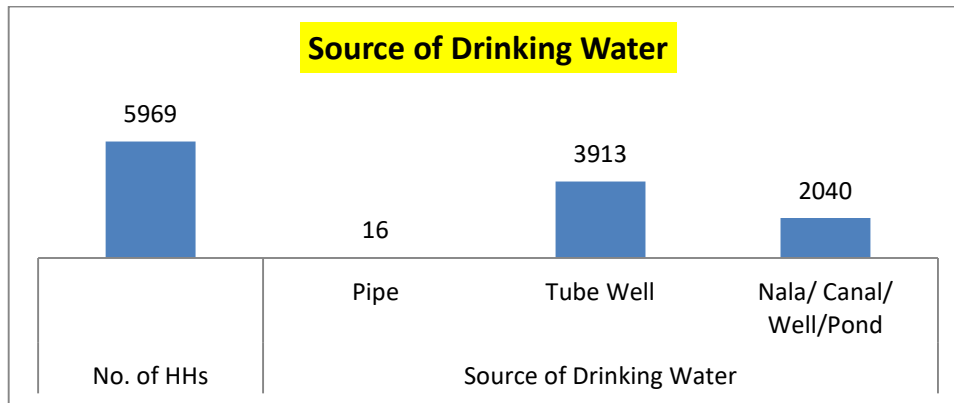 Source of Drinking Water
5969
16
3913
2040
Pipe
Tube Well
Nala/ Canal/
Well/Pond
No. of HHs
Source of Drinking Water